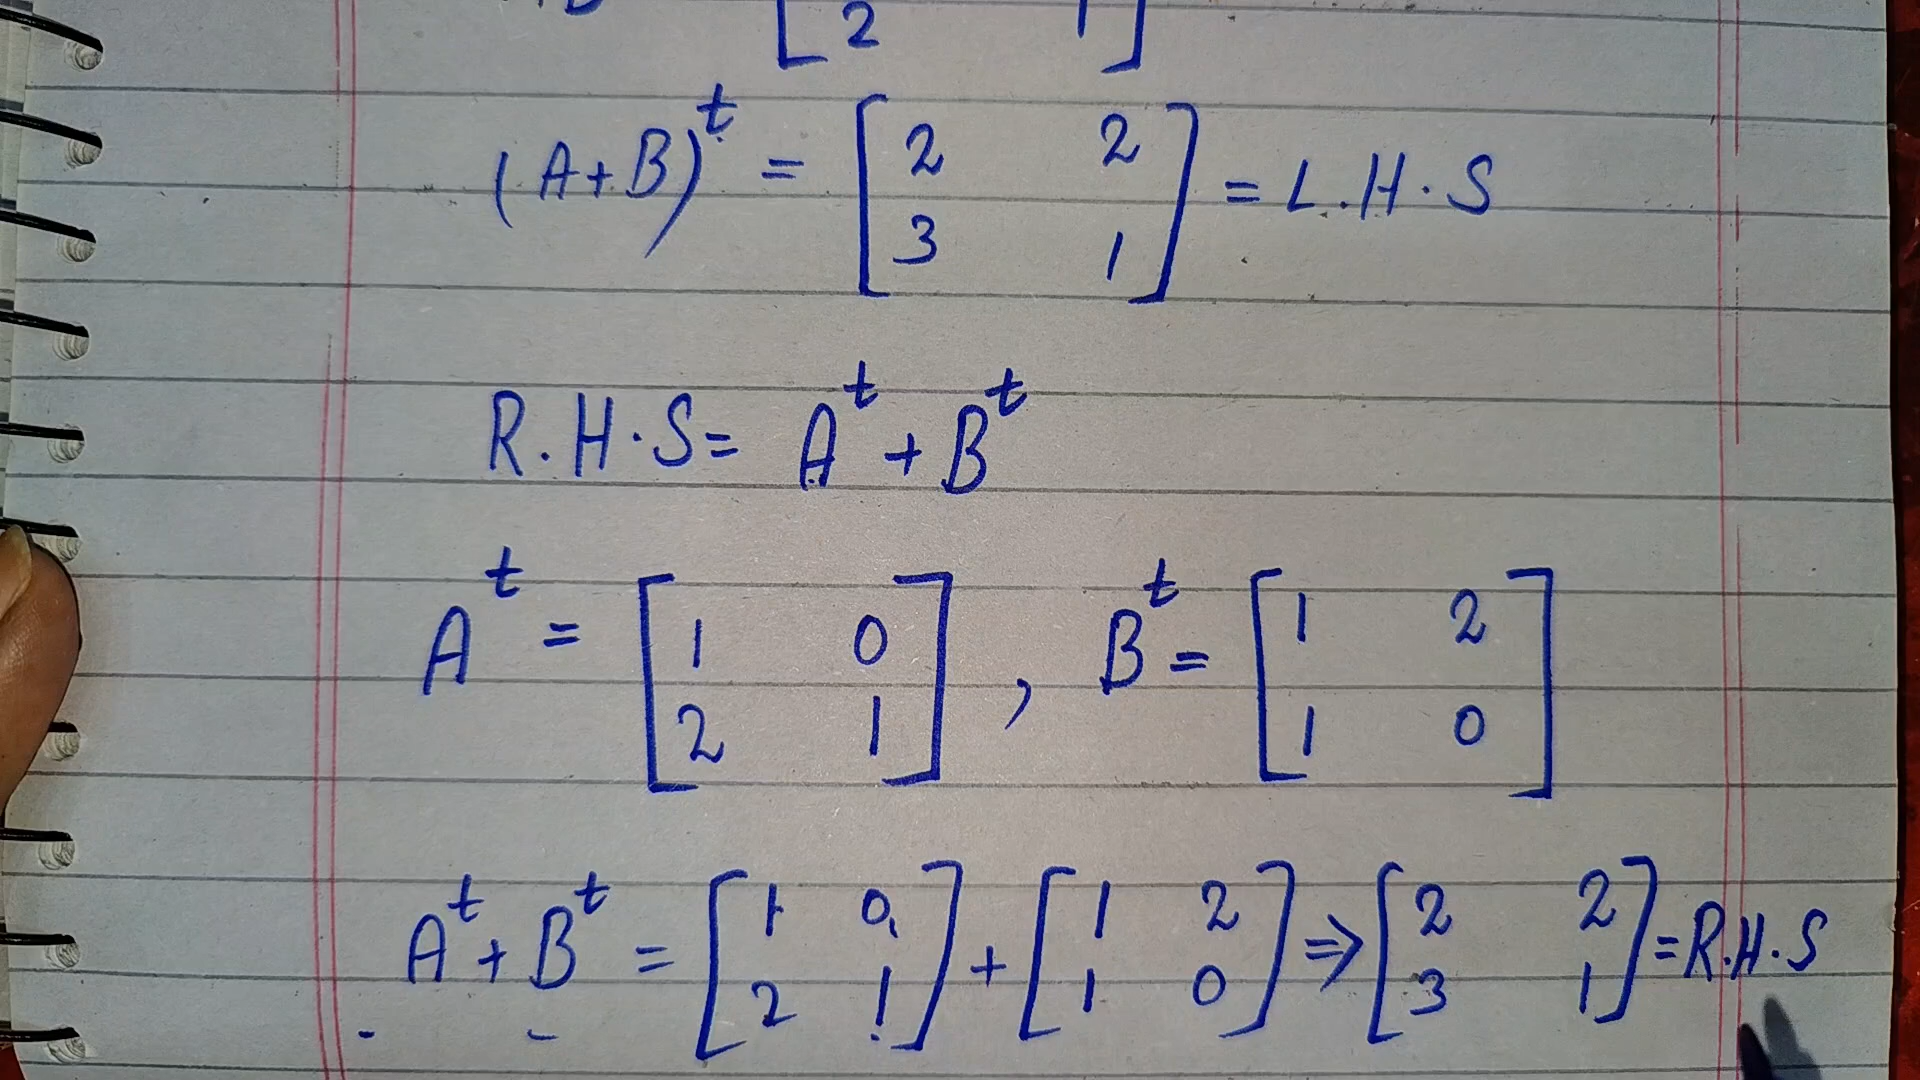 [ 2 1 ]
(A+B)^t = [ 2 2
3 1 ] = L.H.S
R.H.S = A^t + B^t
A^t = [ 1 0
2 1 ] , B^t = [ 1 2
1 0 ]
A^t + B^t = [ 1 0
2 1 ] + [ 1 2
1 0 ] ⇒ [ 2 2
3 1 ] = R.H.S